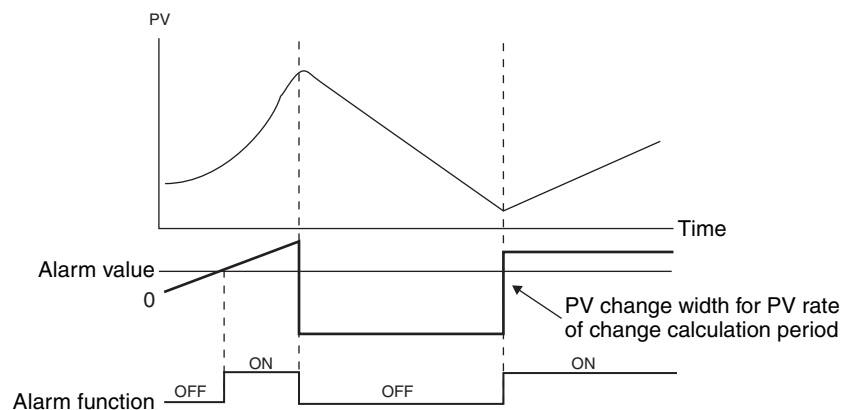 PV
Time
Alarm value
0
PV change width for PV rate
of change calculation period
ON
ON
OFF
OFF
Alarm function